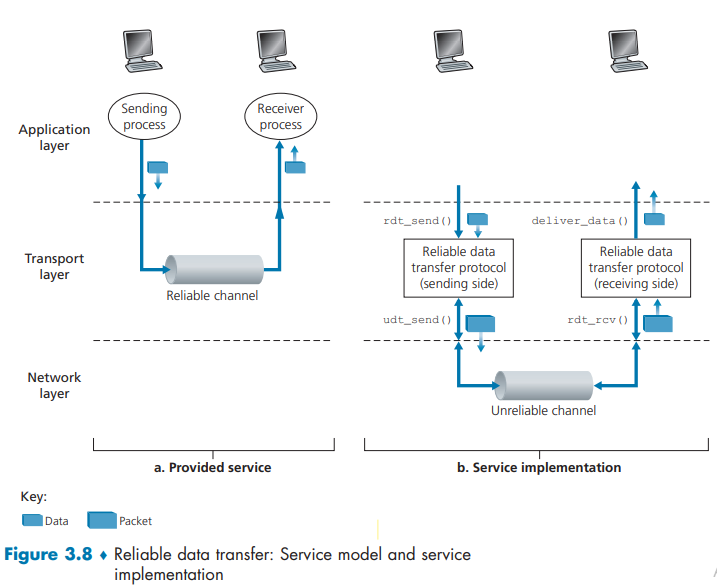 Sending
process
Receiver
process
Application
layer
rdt_send()
deliver_data()
Transport
layer
Reliable channel
Reliable data
transfer protocol
(sending side)
Reliable data
transfer protocol
(receiving side)
udt_send()
rdt_rcv()
Network
layer
Unreliable channel
a. Provided service
b. Service implementation
Key:
Data
Packet
Figure 3.8 ♦ Reliable data transfer: Service model and service
implementation